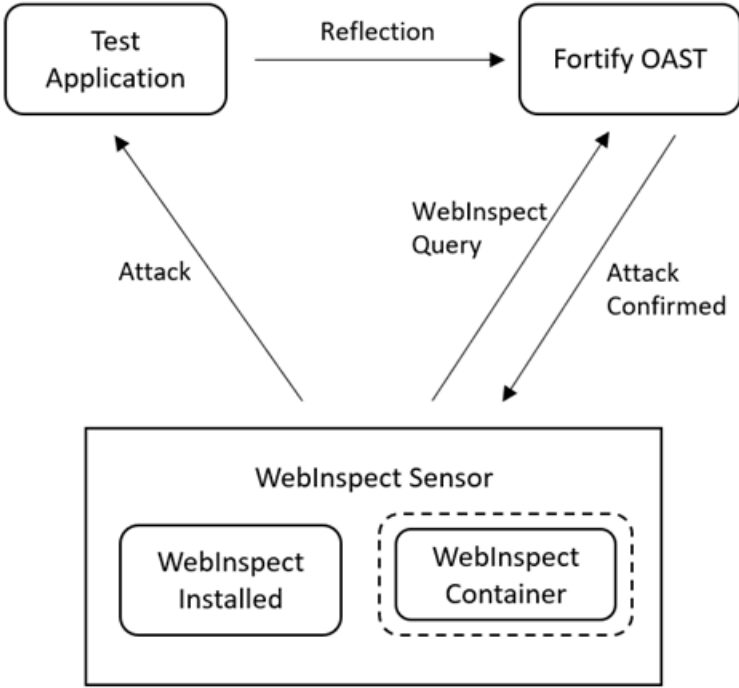 Test
Application
Reflection
Fortify OAST
WebInspect
Query
Attack
Attack
Confirmed
WebInspect Sensor
WebInspect
Installed
WebInspect
Container